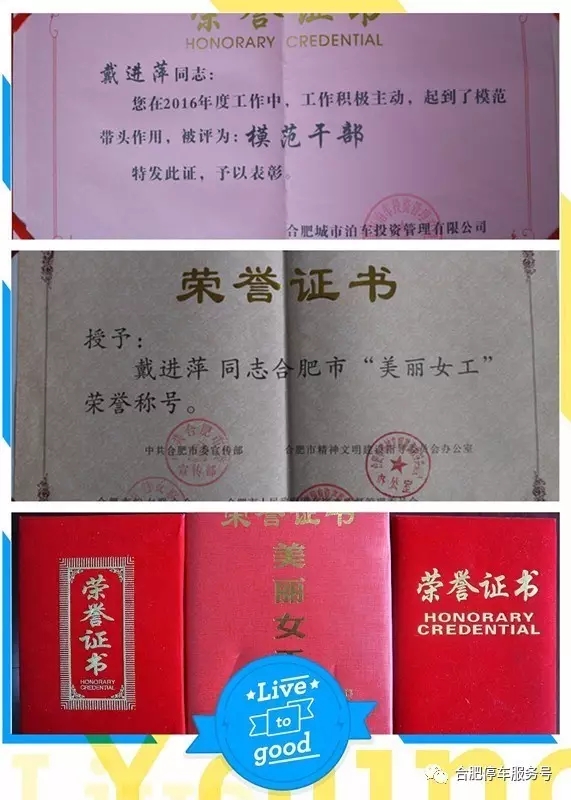 荣誉证书
HONORARY CREDENTIAL
戴进萍同志：
您在2016年度工作中，工作积极主动，起到了模范
带头作用，被评为：模范干部
特发此证，予以表彰。
合肥城市泊车投资管理有限公司
荣誉证书
授予：
戴进萍 同志合肥市“美丽女工”
荣誉称号。
中共合肥市委宣传部 合肥市精神文明建设指导委员会办公室
荣誉证书
HONORARY
CREDENTIAL
荣誉证书
美丽女工
荣誉证书
HONORARY
CREDENTIAL
Live
to
good
合肥停车服务号